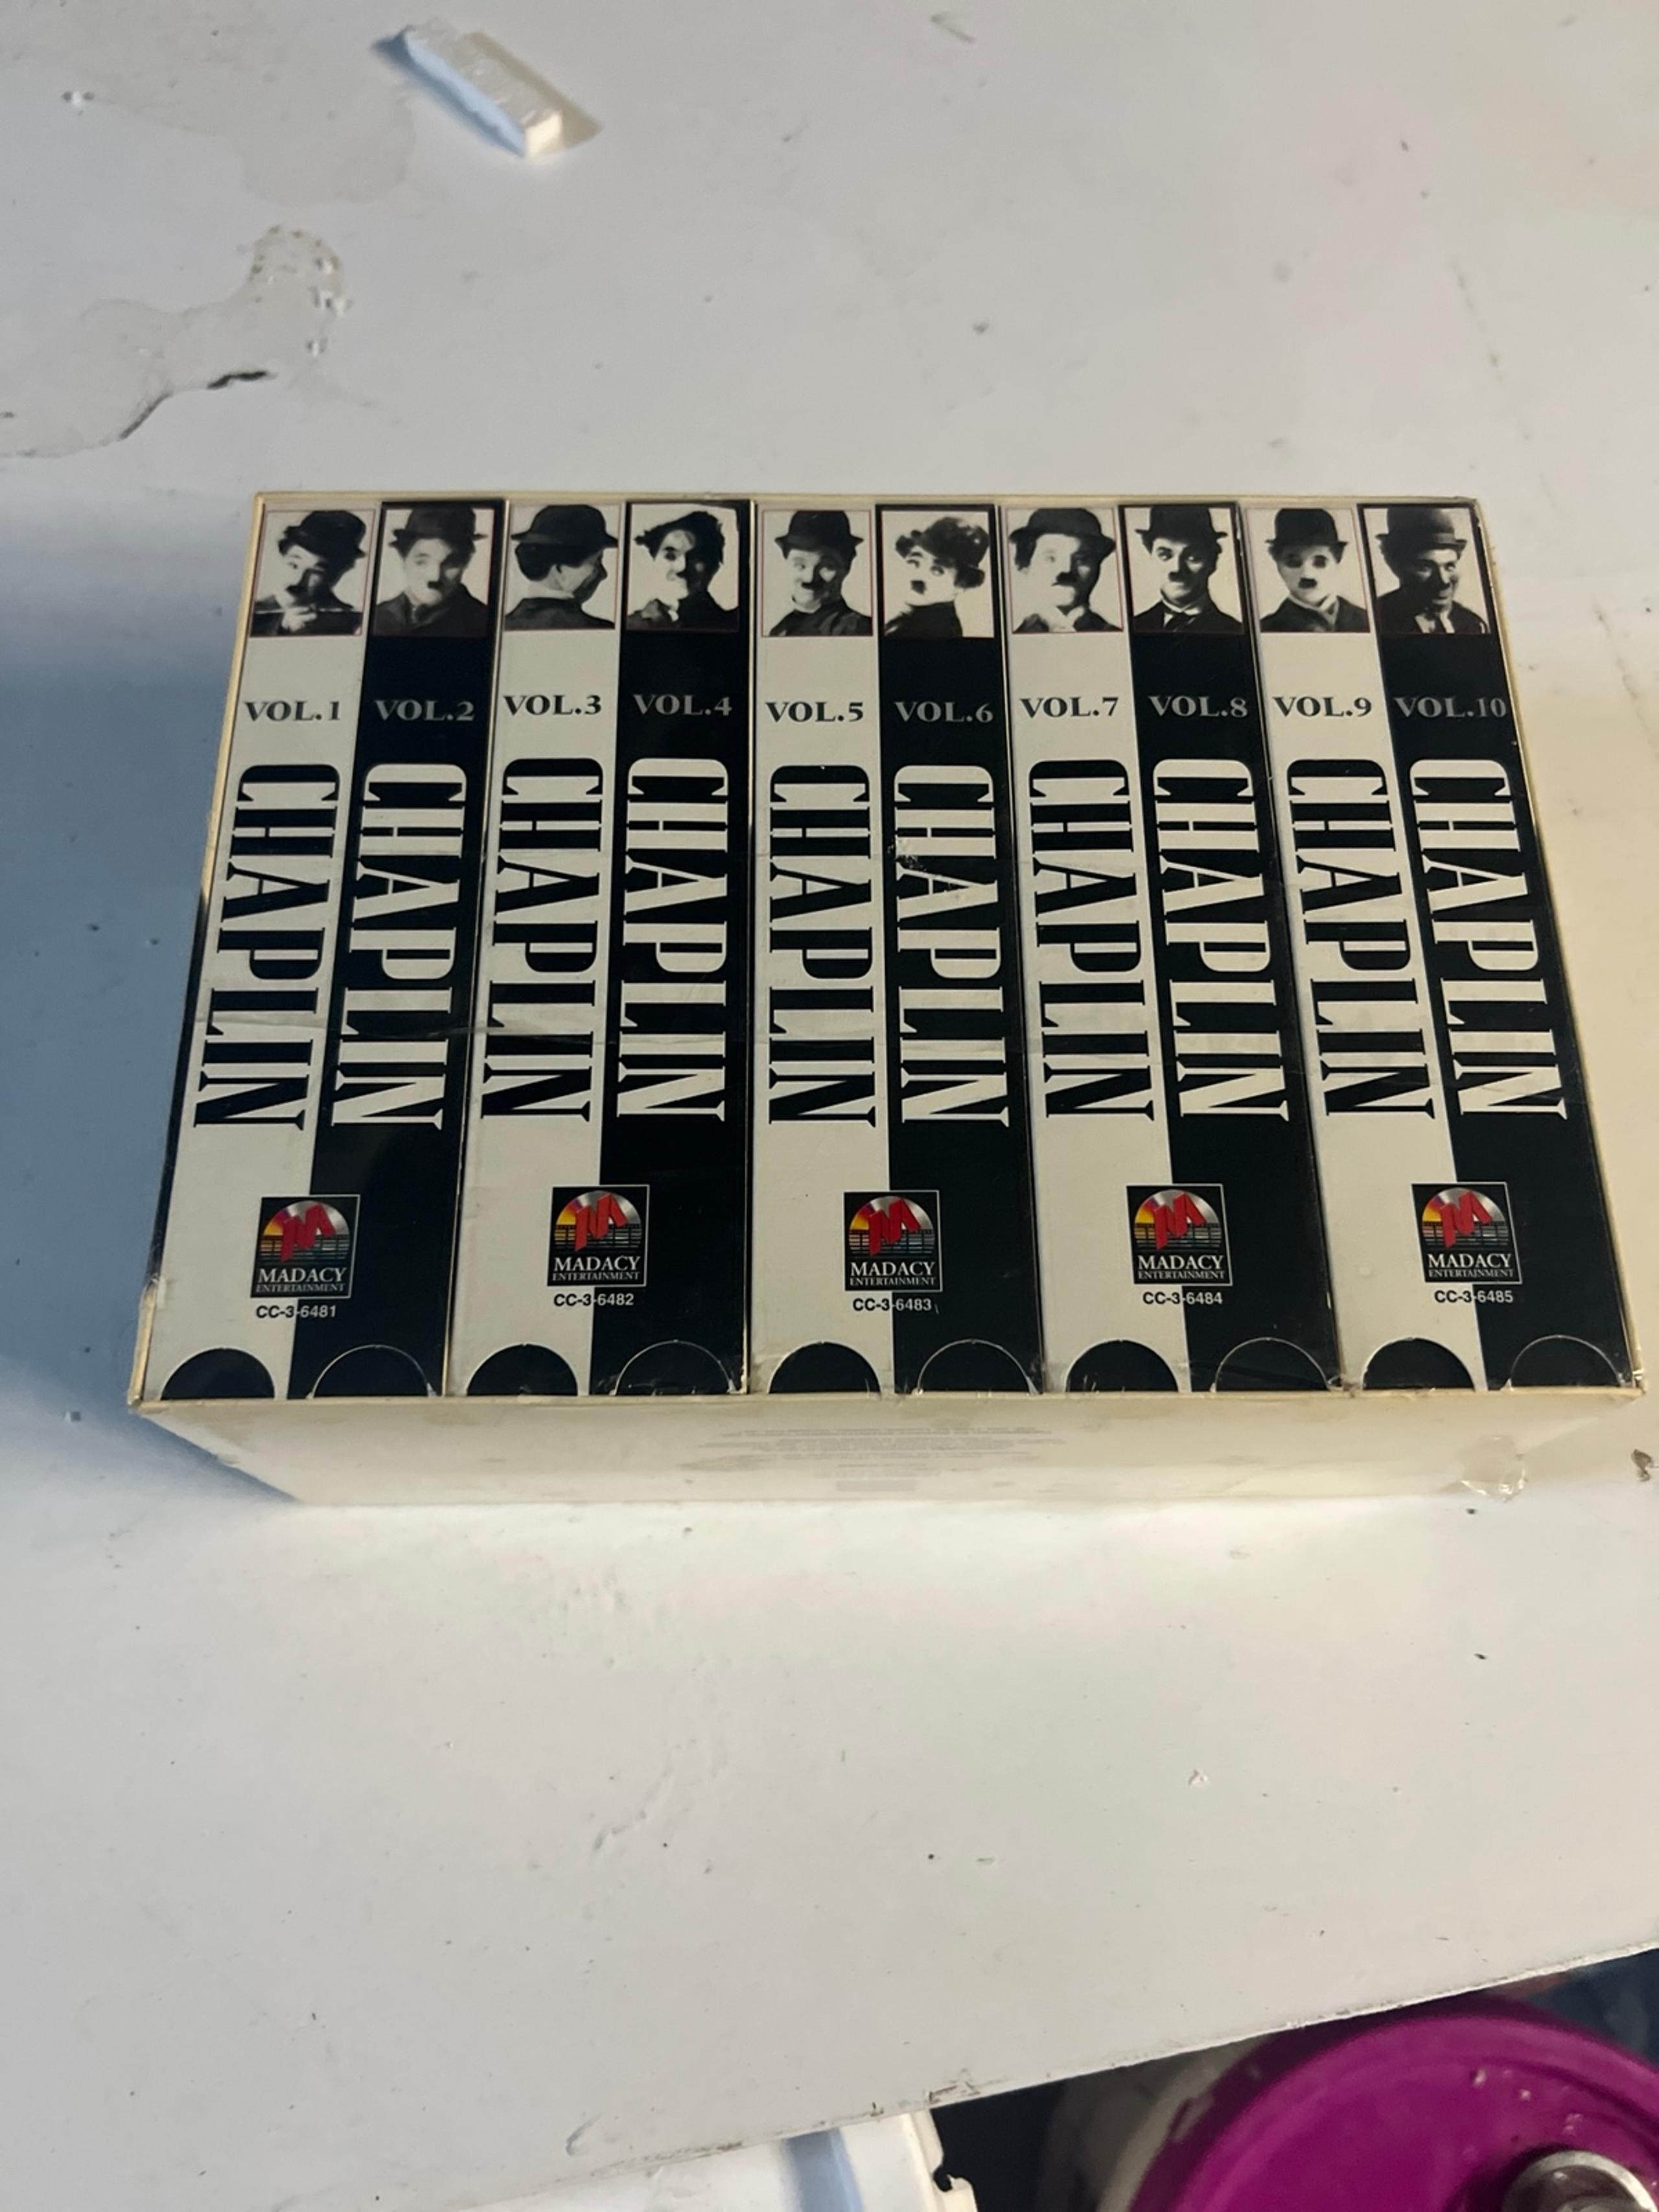 VOL.1
VOL.2
VOL.3
VOL.4
VOL.5
VOL.6
VOL.7
VOL.8
VOL.9
VOL.10
CHAPLIN
CHAPLIN
CHAPLIN
CHAPLIN
CHAPLIN
CHAPLIN
CHAPLIN
CHAPLIN
CHAPLIN
CHAPLIN
MADACY
ENTERTAINMENT
CC-3-6481
MADACY
ENTERTAINMENT
CC-3-6482
MADACY
ENTERTAINMENT
CC-3-6483
MADACY
ENTERTAINMENT
CC-3-6484
MADACY
ENTERTAINMENT
CC-3-6485